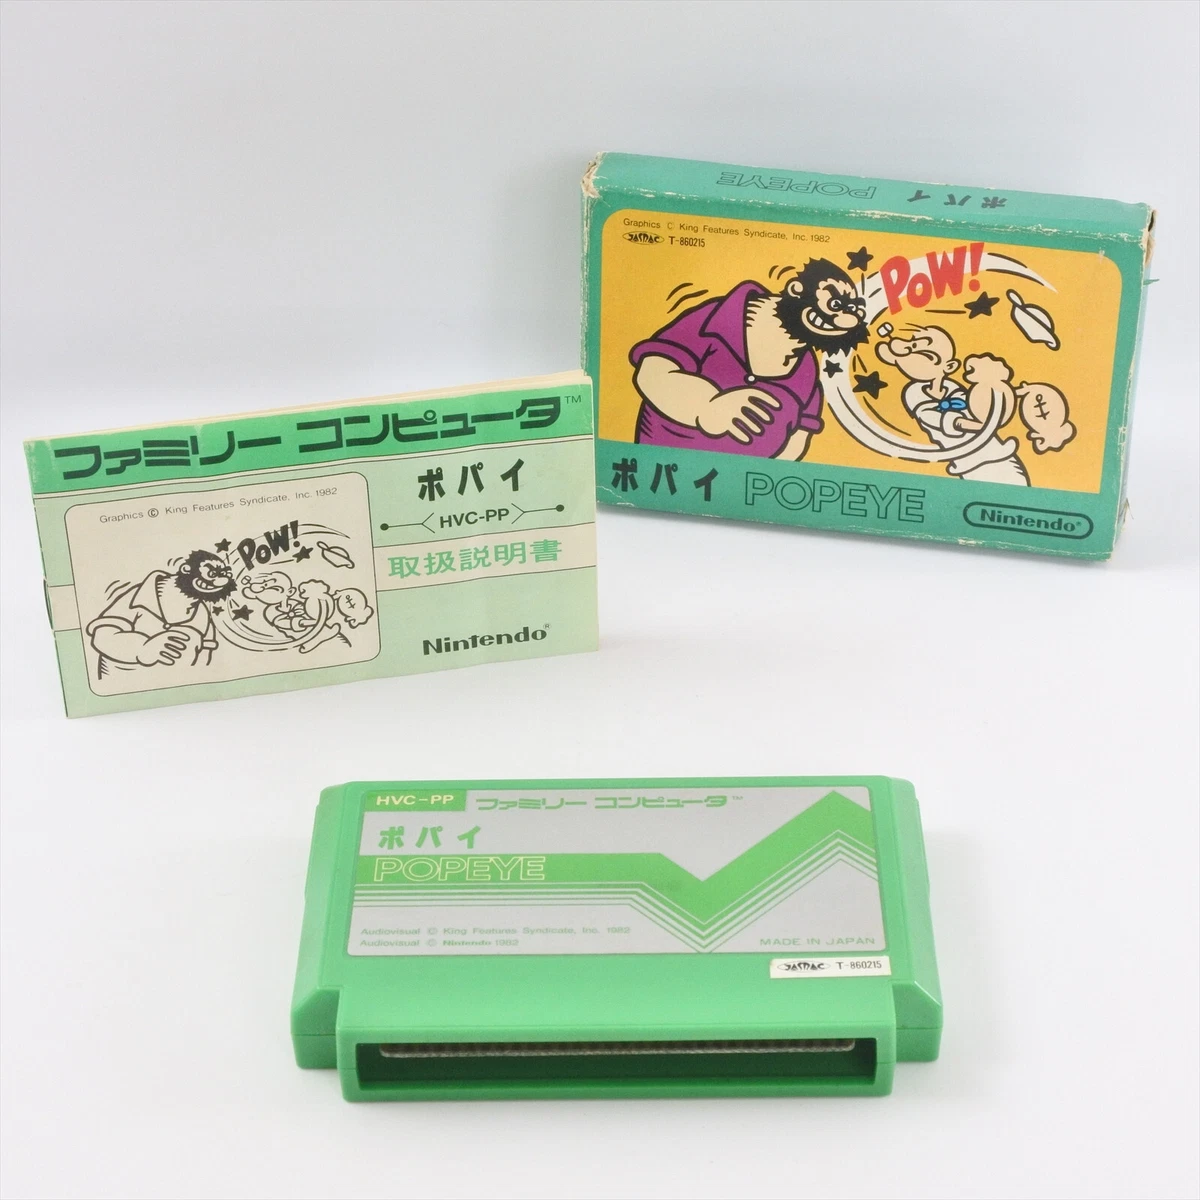 POPEYE ポパイ
Graphics © King Features Syndicate, Inc. 1982
JASRAC T-860215
POW!
ポパイ POPEYE
Nintendo®
ファミリー コンピュータ™
Graphics © King Features Syndicate, Inc. 1982
POW!
ポパイ
HVC-PP
取扱説明書
Nintendo®
HVC-PP ファミリー コンピュータ™
ポパイ
POPEYE
Audiovisual © King Features Syndicate, Inc. 1982
Audiovisual © Nintendo 1982
MADE IN JAPAN
JASRAC T-860215